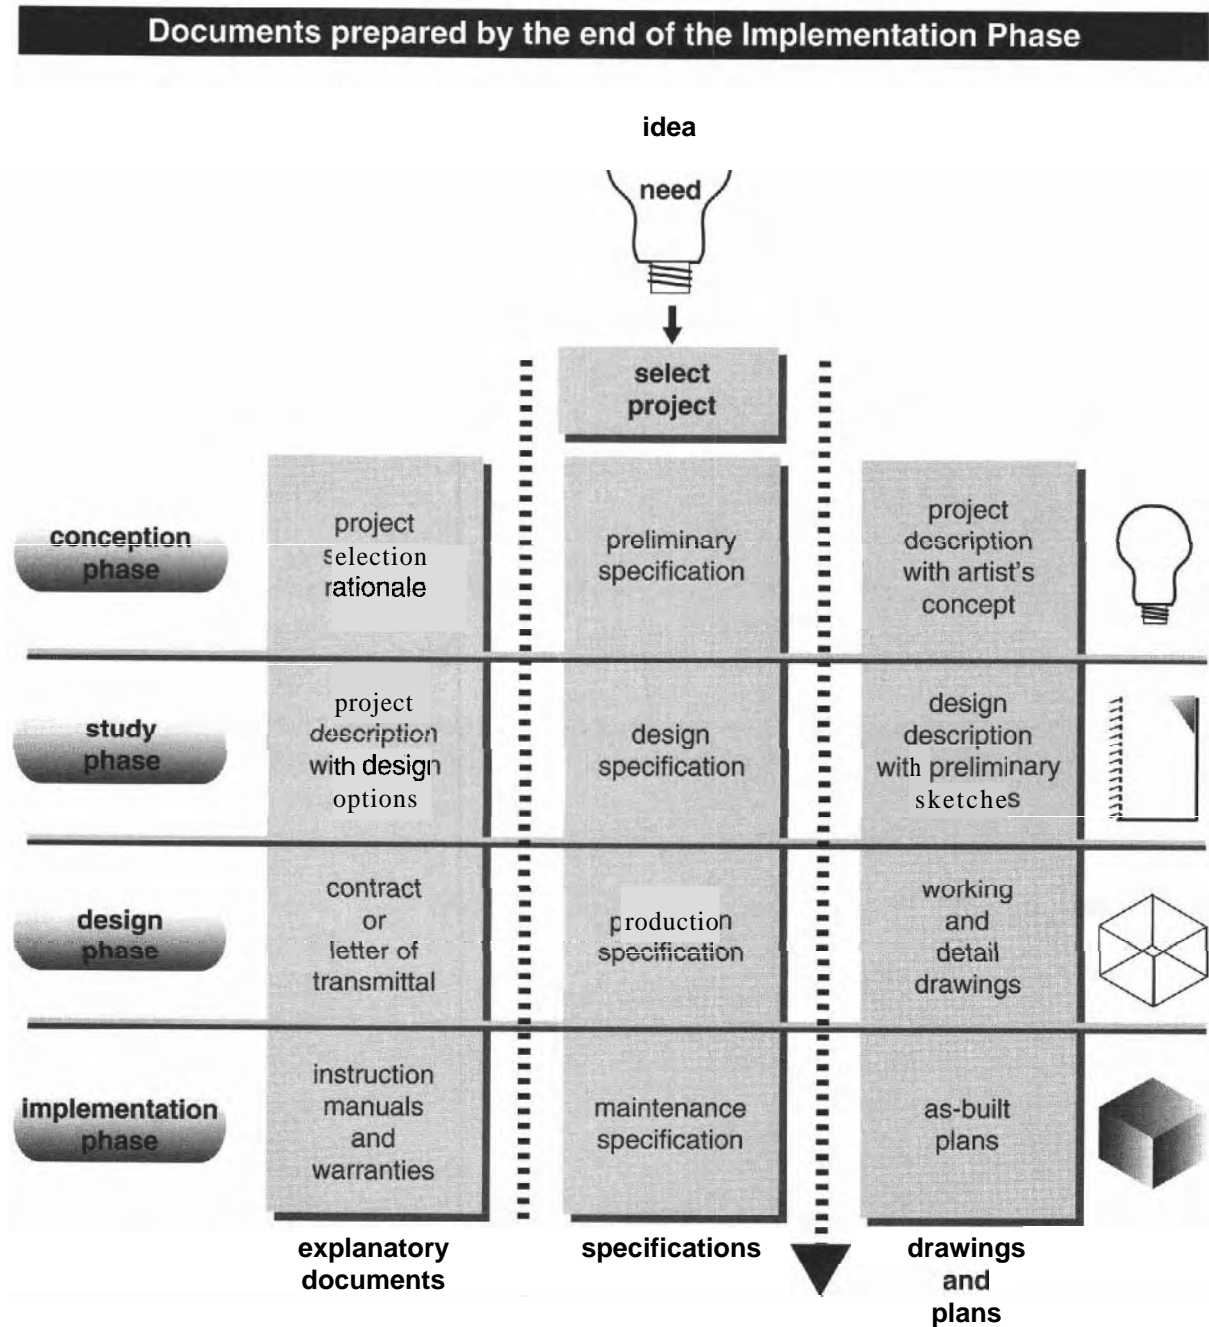 Documents prepared by the end of the Implementation Phase
idea
need
select
project
conception
phase
project
selection
rationale
preliminary
specification
project
description
with artist's
concept
study
phase
project
description
with design
options
design
specification
design
description
with preliminary
sketches
design
phase
contract
or
letter of
transmittal
production
specification
working
and
detail
drawings
implementation
phase
instruction
manuals
and
warranties
maintenance
specification
as-built
plans
explanatory
documents
specifications
drawings
and
plans